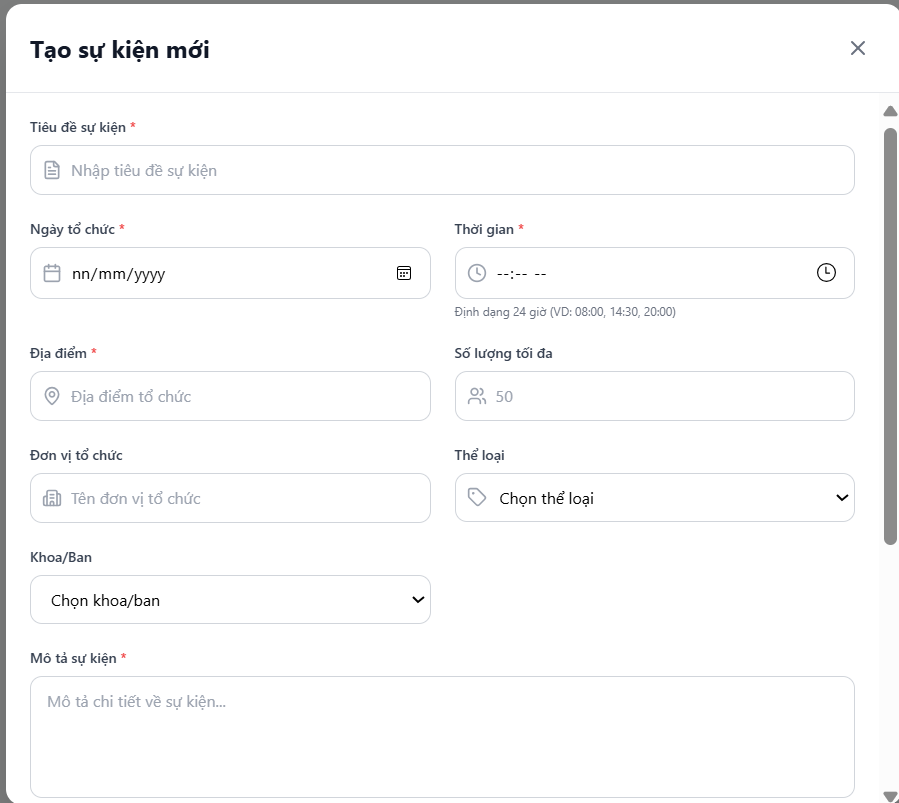 Tạo sự kiện mới
Tiêu đề sự kiện *
Nhập tiêu đề sự kiện
Ngày tổ chức *
Thời gian *
nn/mm/yyyy
--:-- --
Định dạng 24 giờ (VD: 08:00, 14:30, 20:00)
Địa điểm *
Số lượng tối đa
Địa điểm tổ chức
50
Đơn vị tổ chức
Thể loại
Tên đơn vị tổ chức
Chọn thể loại
Khoa/Ban
Chọn khoa/ban
Mô tả sự kiện *
Mô tả chi tiết về sự kiện...